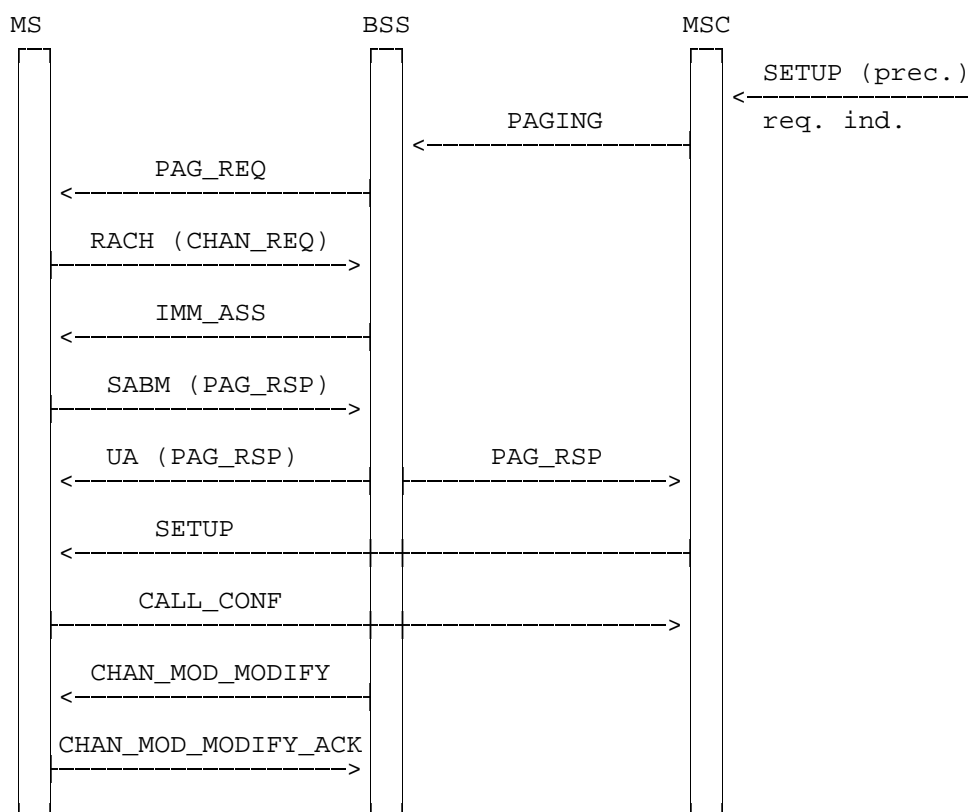 MS BSS MSC
SETUP (prec.)
PAGING req. ind.
PAG_REQ
RACH (CHAN_REQ)
IMM_ASS
SABM (PAG_RSP)
UA (PAG_RSP) PAG_RSP
SETUP
CALL_CONF
CHAN_MOD_MODIFY
CHAN_MOD_MODIFY_ACK